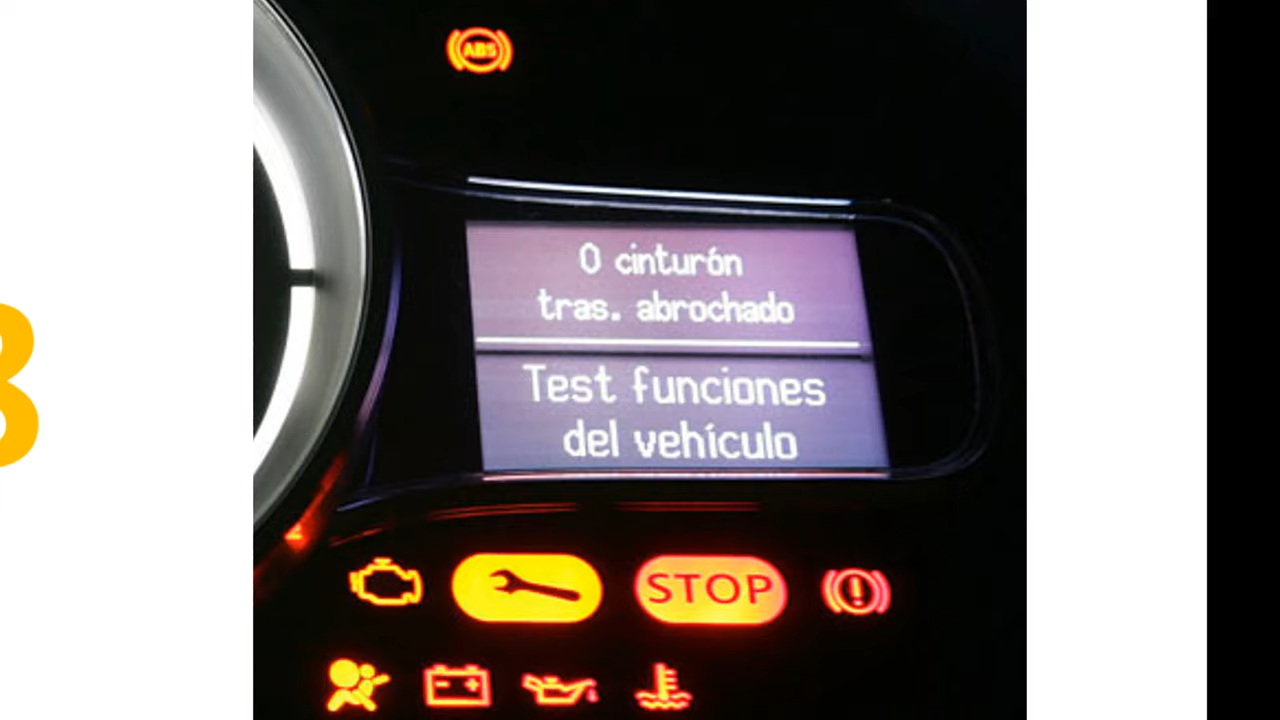 ABS
0 cinturón
tras. abrochado
Test funciones
del vehículo
STOP